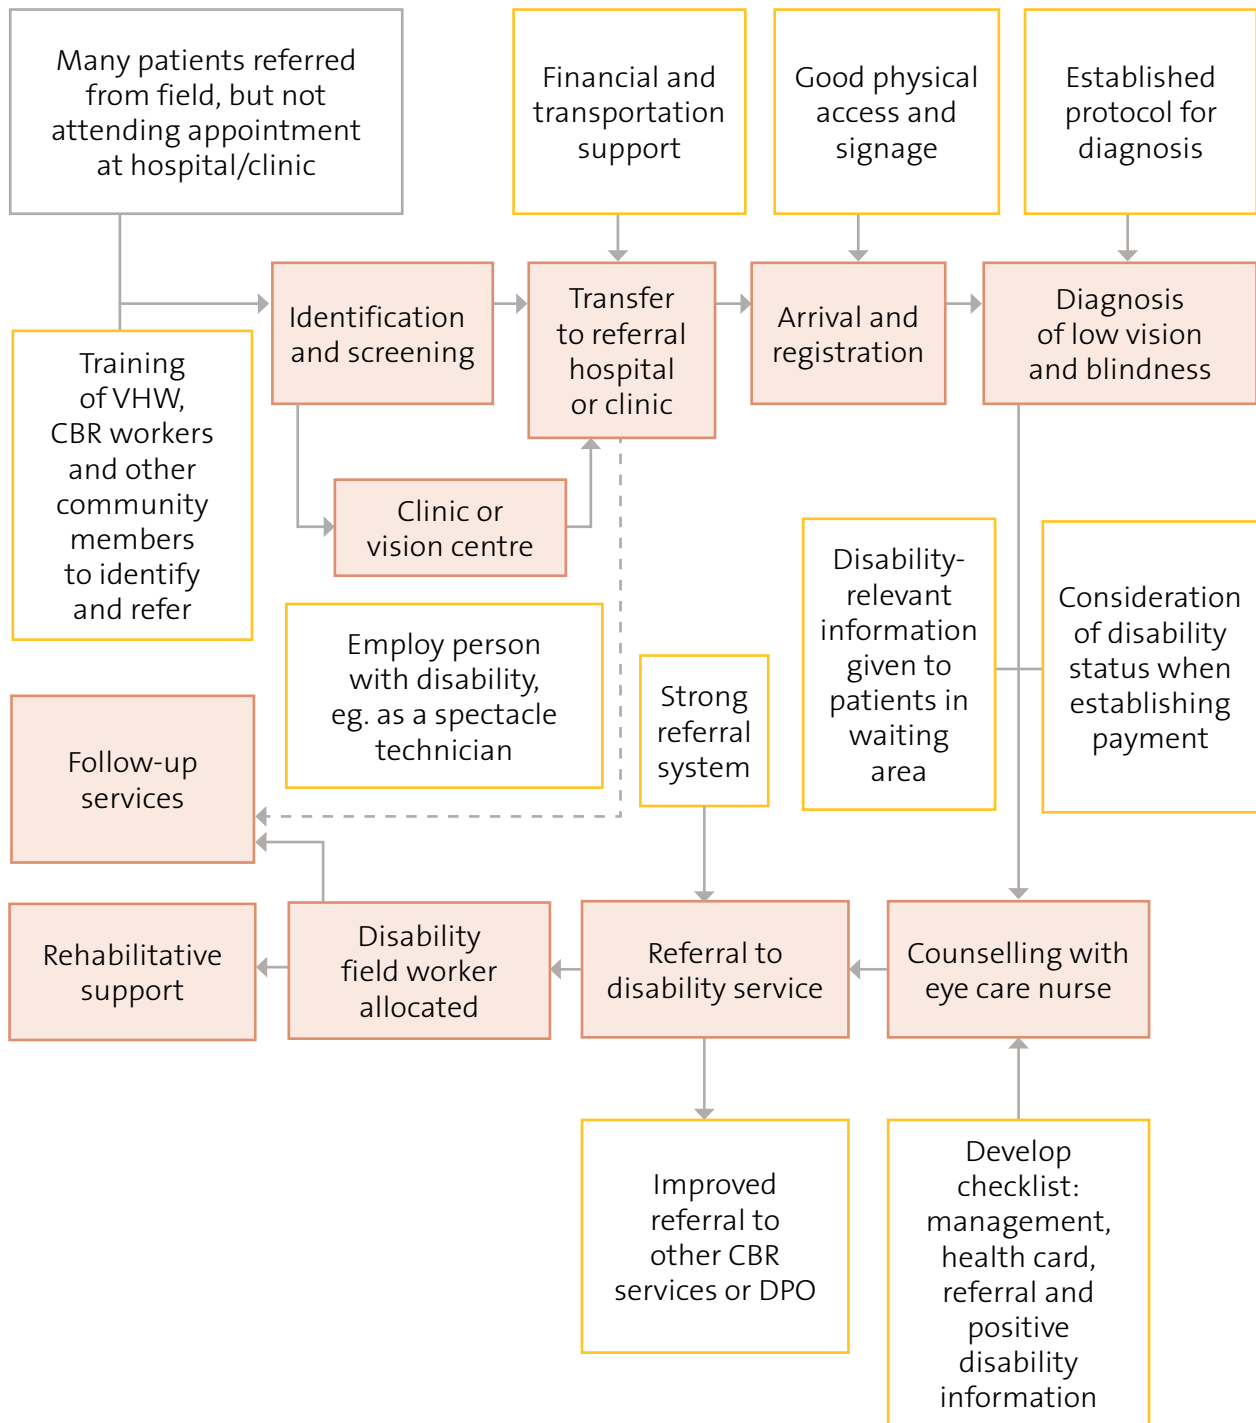 Many patients referred
from field, but not
attending appointment
at hospital/clinic
Financial and
transportation
support
Good physical
access and
signage
Established
protocol for
diagnosis
Identification
and screening
Transfer
to referral
hospital
or clinic
Arrival and
registration
Diagnosis
of low vision
and blindness
Training
of VHW,
CBR workers
and other
community
members
to identify
and refer
Clinic or
vision centre
Employ person
with disability,
eg. as a spectacle
technician
Strong
referral
system
Disability-
relevant
information
given to
patients in
waiting
area
Consideration
of disability
status when
establishing
payment
Follow-up
services
Rehabilitative
support
Disability
field worker
allocated
Referral to
disability service
Counselling with
eye care nurse
Improved
referral to
other CBR
services or DPO
Develop
checklist:
management,
health card,
referral and
positive
disability
information